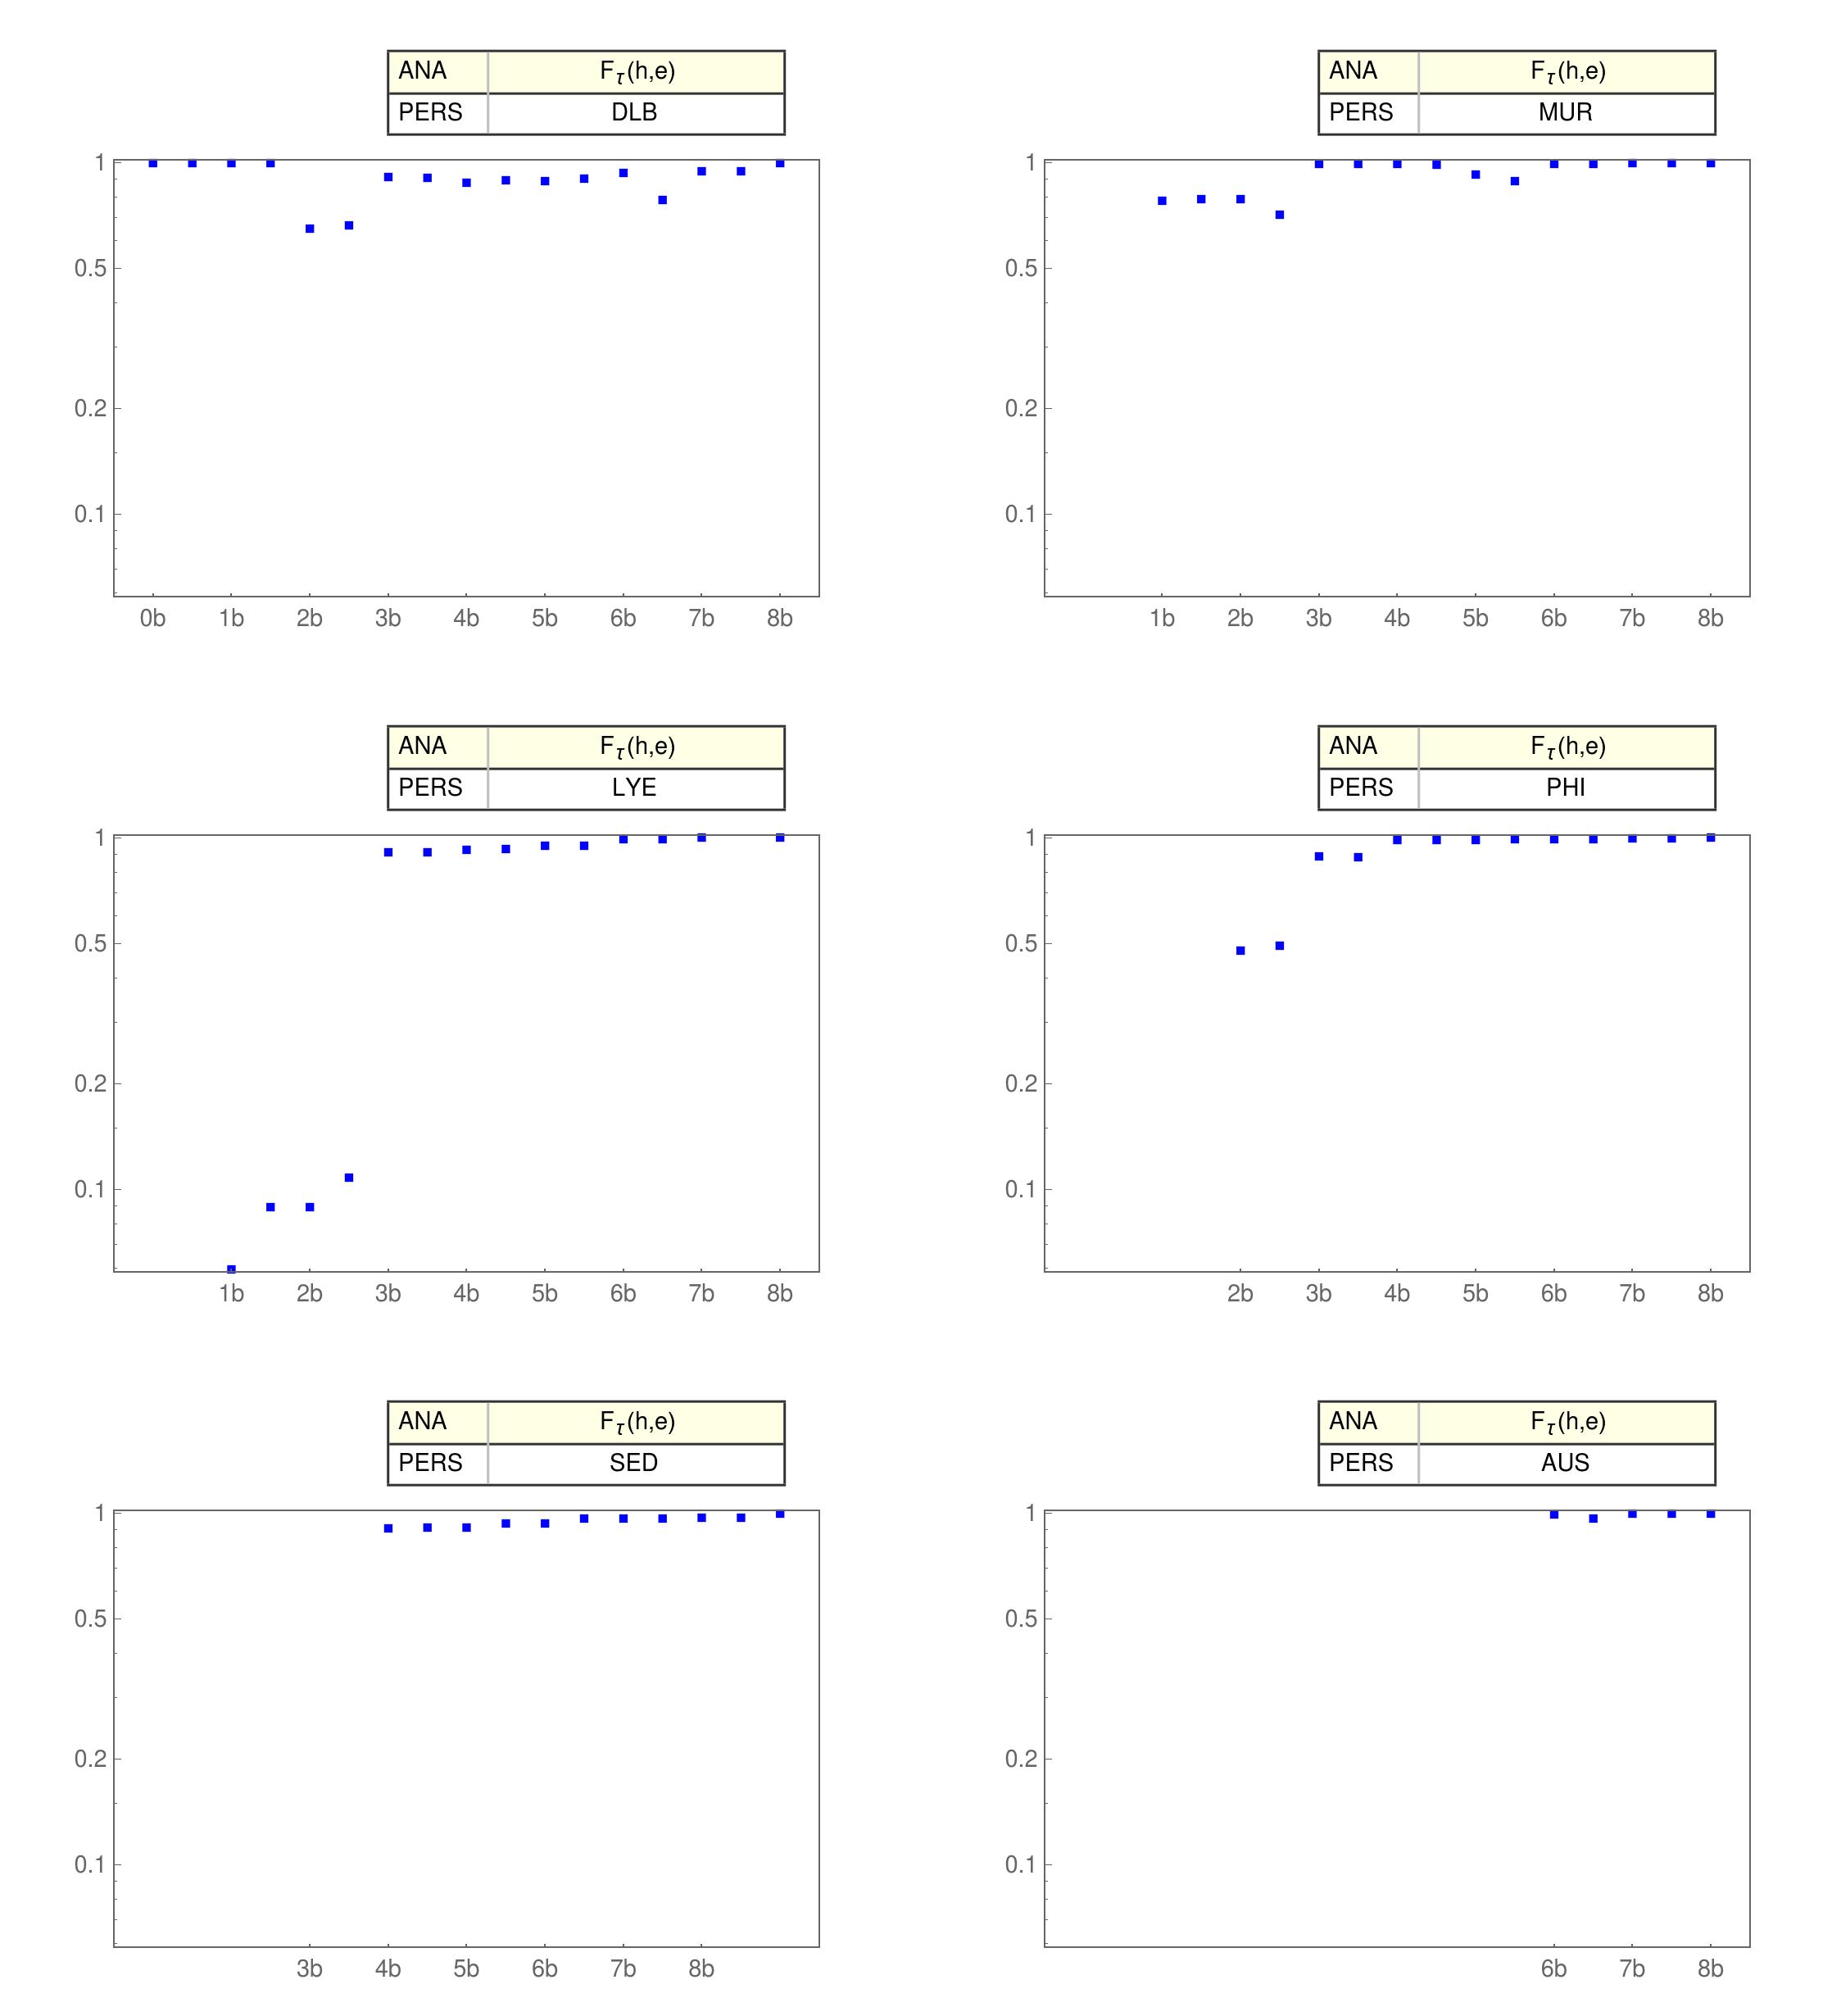 ANA Fτ(h,e)
PERS DLB
1
0.5
0.2
0.1
0b 1b 2b 3b 4b 5b 6b 7b 8b
ANA Fτ(h,e)
PERS MUR
1
0.5
0.2
0.1
1b 2b 3b 4b 5b 6b 7b 8b
ANA Fτ(h,e)
PERS LYE
1
0.5
0.2
0.1
1b 2b 3b 4b 5b 6b 7b 8b
ANA Fτ(h,e)
PERS PHI
1
0.5
0.2
0.1
2b 3b 4b 5b 6b 7b 8b
ANA Fτ(h,e)
PERS SED
1
0.5
0.2
0.1
3b 4b 5b 6b 7b 8b
ANA Fτ(h,e)
PERS AUS
1
0.5
0.2
0.1
6b 7b 8b